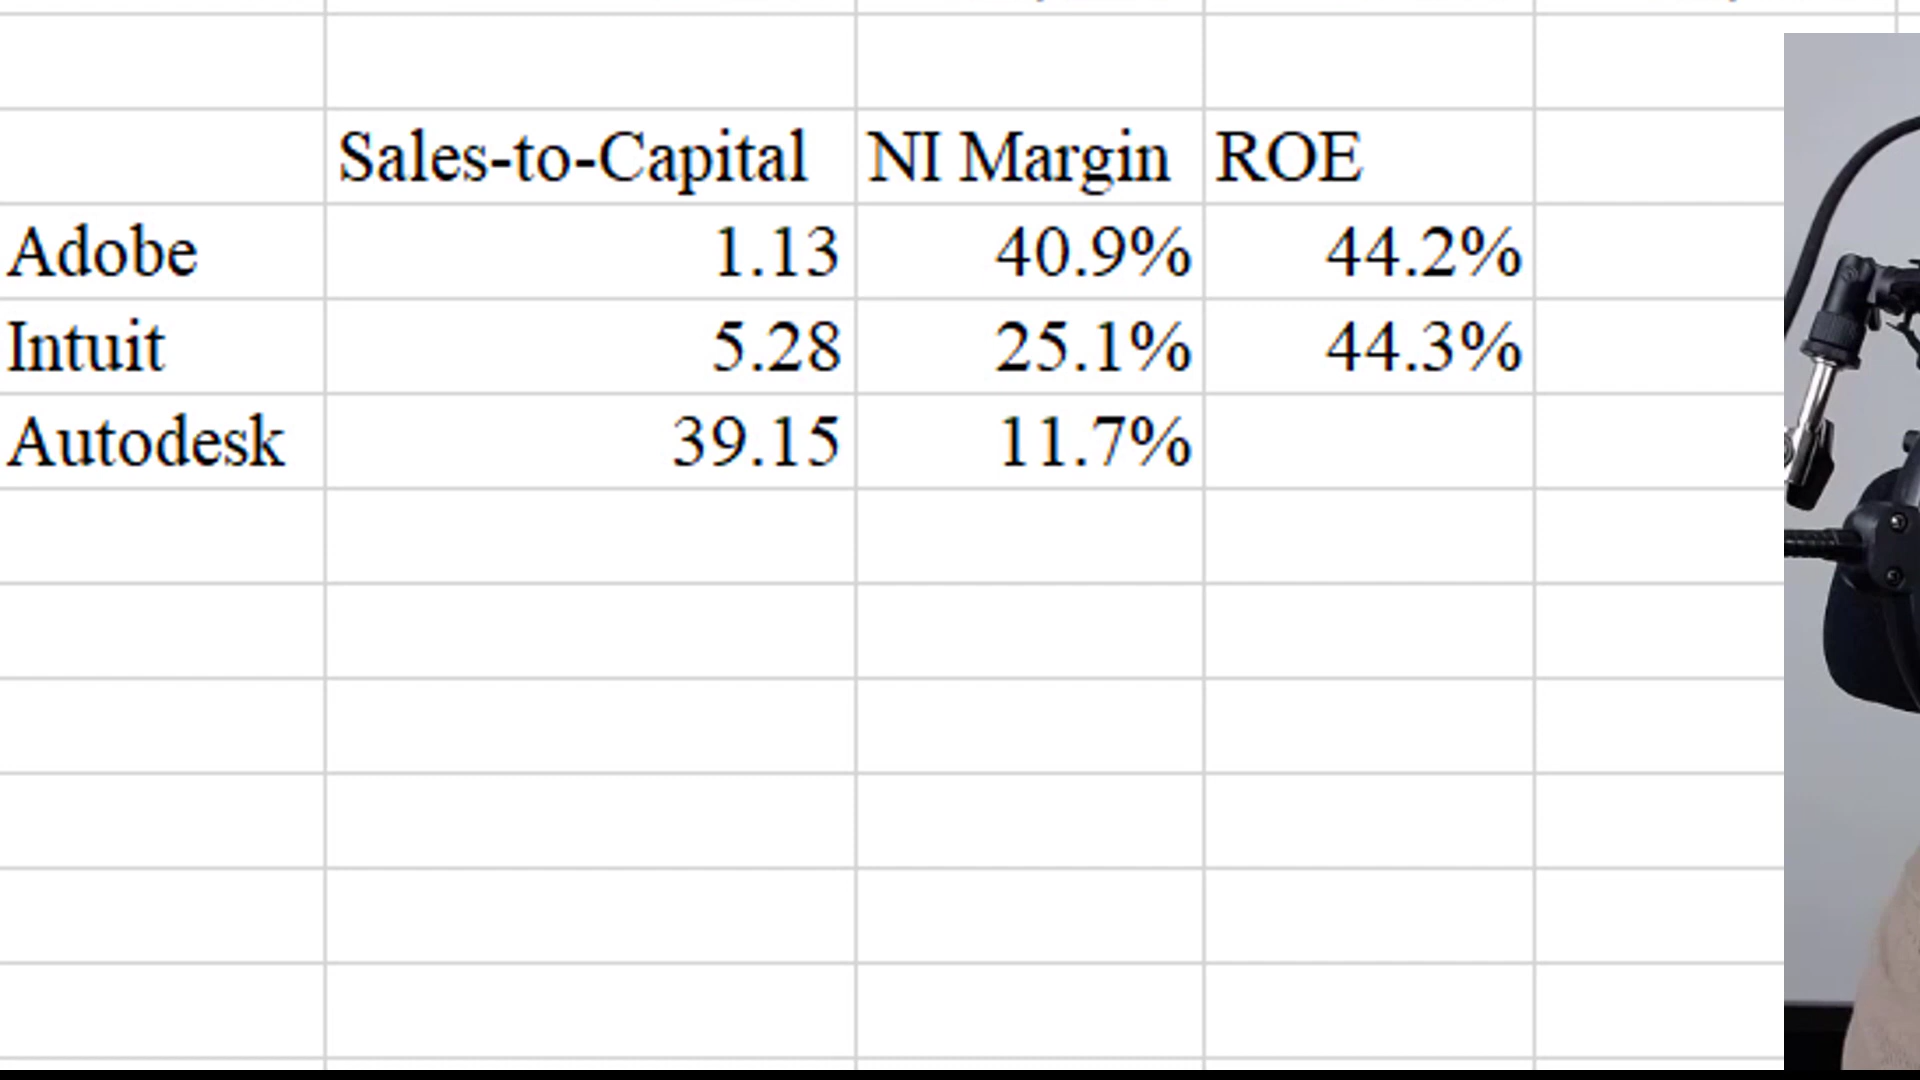 Sales-to-Capital NI Margin ROE
Adobe 1.13 40.9% 44.2%
Intuit 5.28 25.1% 44.3%
Autodesk 39.15 11.7%